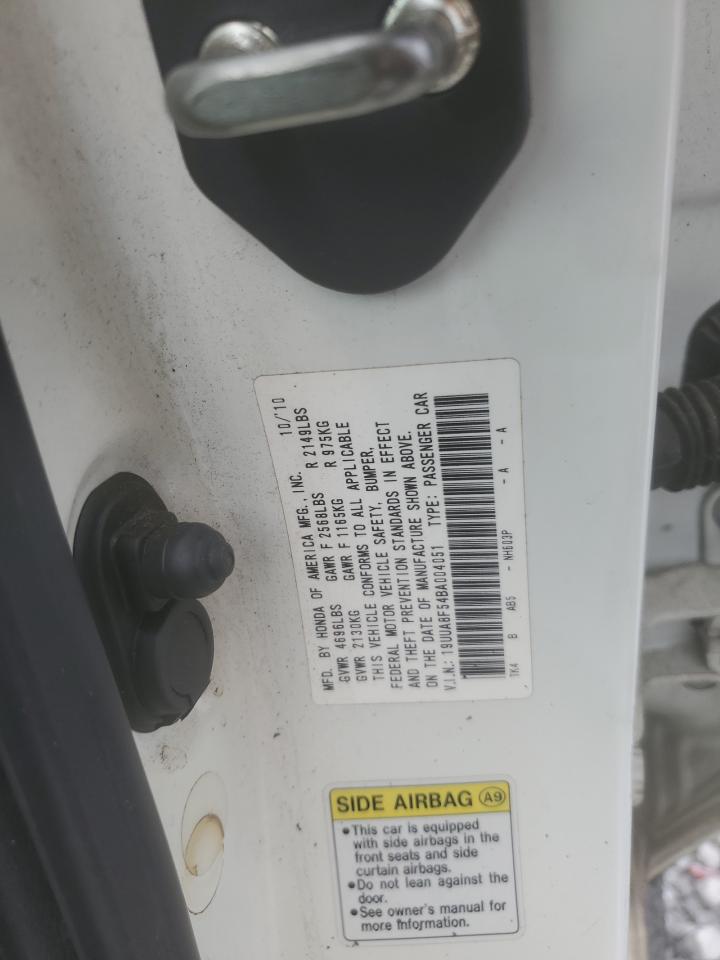 MFD. BY HONDA OF AMERICA MFG., INC. 10/'10
GVWR 4696LBS GAWR F 2568LBS R 2149LBS
GVWR 2130KG GAWR F 1165KG R 975KG
THIS VEHICLE CONFORMS TO ALL APPLICABLE
FEDERAL MOTOR VEHICLE SAFETY, BUMPER,
AND THEFT PREVENTION STANDARDS IN EFFECT
ON THE DATE OF MANUFACTURE SHOWN ABOVE.
V.I.N.: 19UUA8F54BA004051 TYPE: PASSENGER CAR
TK4 B AB5 - NH603P - A - A
SIDE AIRBAG A9
•This car is equipped
with side airbags in the
front seats and side
curtain airbags.
•Do not lean against the
door.
•See owner's manual for
more information.